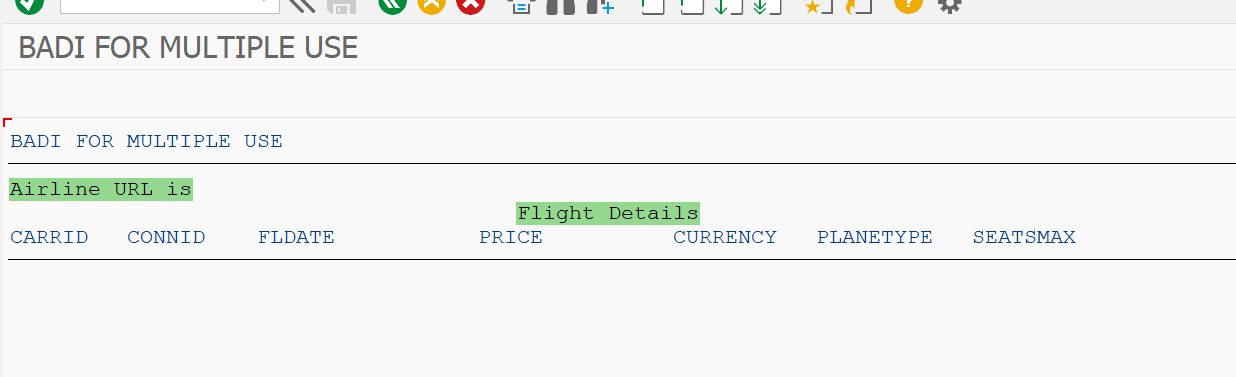 BADI FOR MULTIPLE USE
BADI FOR MULTIPLE USE
Airline URL is
Flight Details
CARRID CONNID FLDATE PRICE CURRENCY PLANETYPE SEATSMAX